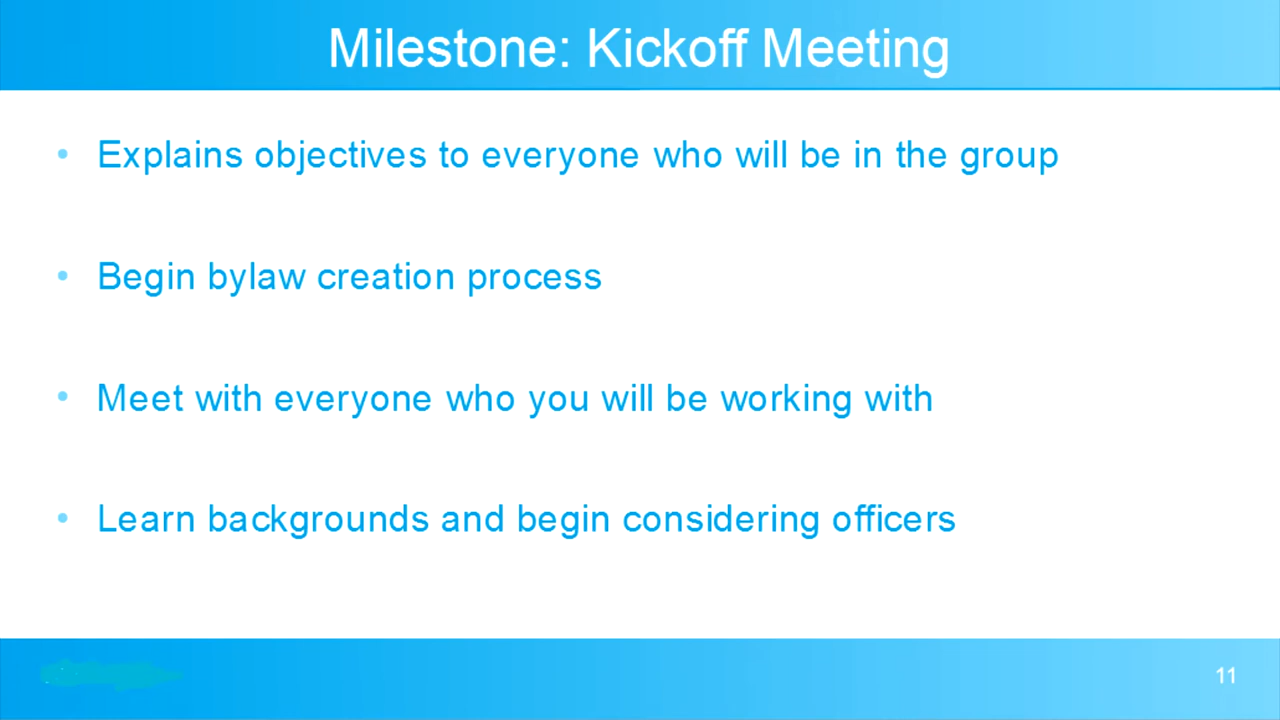 Milestone: Kickoff Meeting
• Explains objectives to everyone who will be in the group
• Begin bylaw creation process
• Meet with everyone who you will be working with
• Learn backgrounds and begin considering officers
11